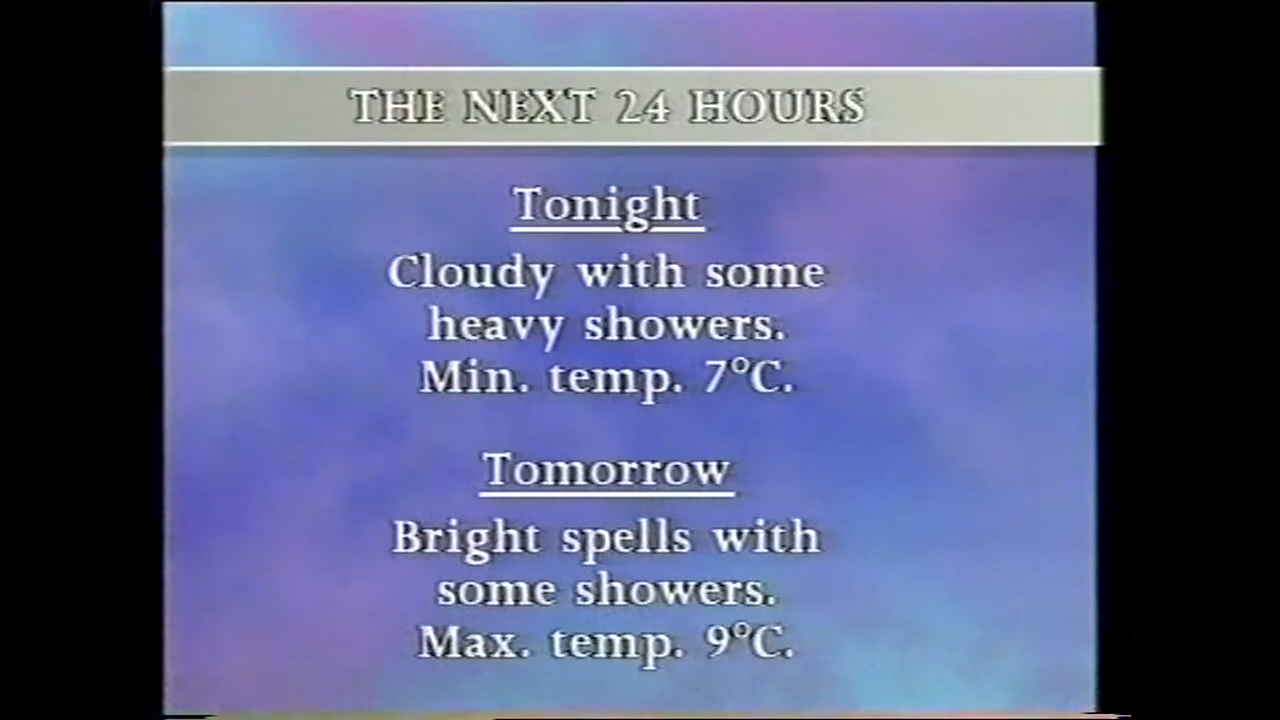 THE NEXT 24 HOURS
Tonight
Cloudy with some
heavy showers.
Min. temp. 7°C.
Tomorrow
Bright spells with
some showers.
Max. temp. 9°C.